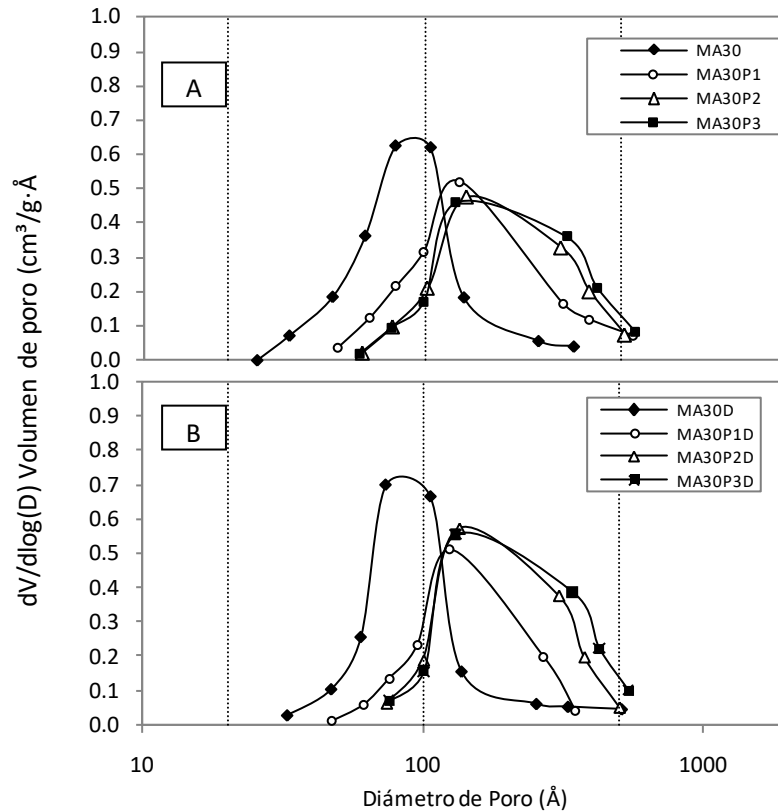 dV/dlog(D) Volumen de poro (cm³/g·Å)
1.0
0.9
0.8
0.7
0.6
0.5
0.4
0.3
0.2
0.1
0.0
A
MA30
MA30P1
MA30P2
MA30P3
1.0
0.9
0.8
0.7
0.6
0.5
0.4
0.3
0.2
0.1
0.0
B
MA30D
MA30P1D
MA30P2D
MA30P3D
10 100 1000
Diámetro de Poro (Å)